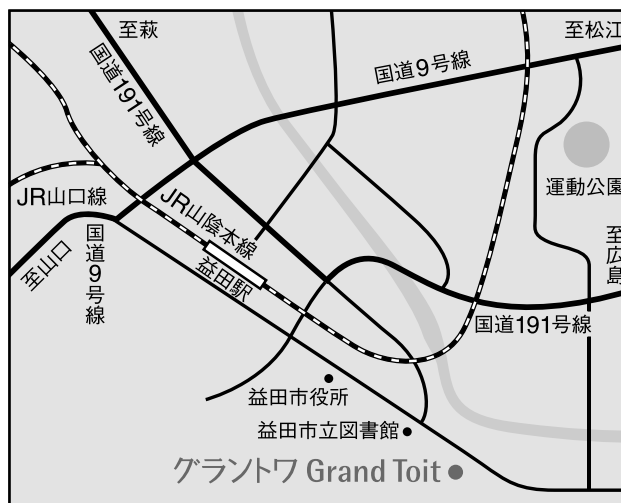 至萩
至松江
国道9号線
国道191号線
運動公園
JR山口線
JR山陰本線
至広島
国道9号線
至山口
益田駅
国道191号線
益田市役所
益田市立図書館
グラントワ Grand Toit